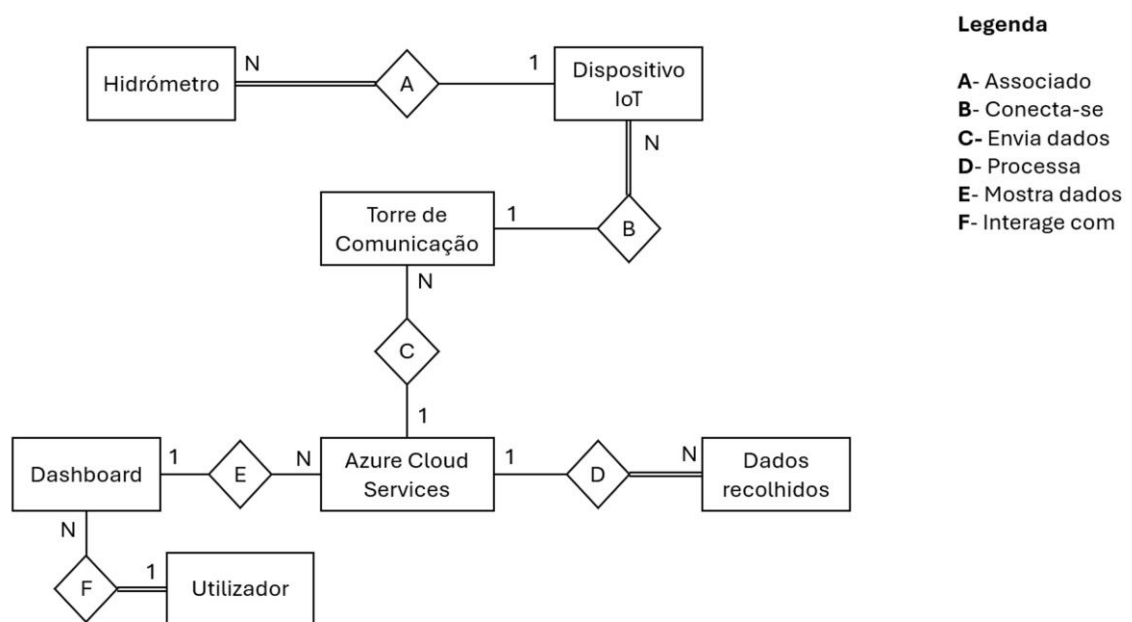 Legenda
Hidrómetro
N
A
1
Dispositivo
IoT
A- Associado
B- Conecta-se
C- Envia dados
D- Processa
E- Mostra dados
F- Interage com
N
Torre de
Comunicação
1
B
N
C
1
Dashboard
1
E
N
Azure Cloud
Services
1
D
N
Dados
recolhidos
N
F
1
Utilizador